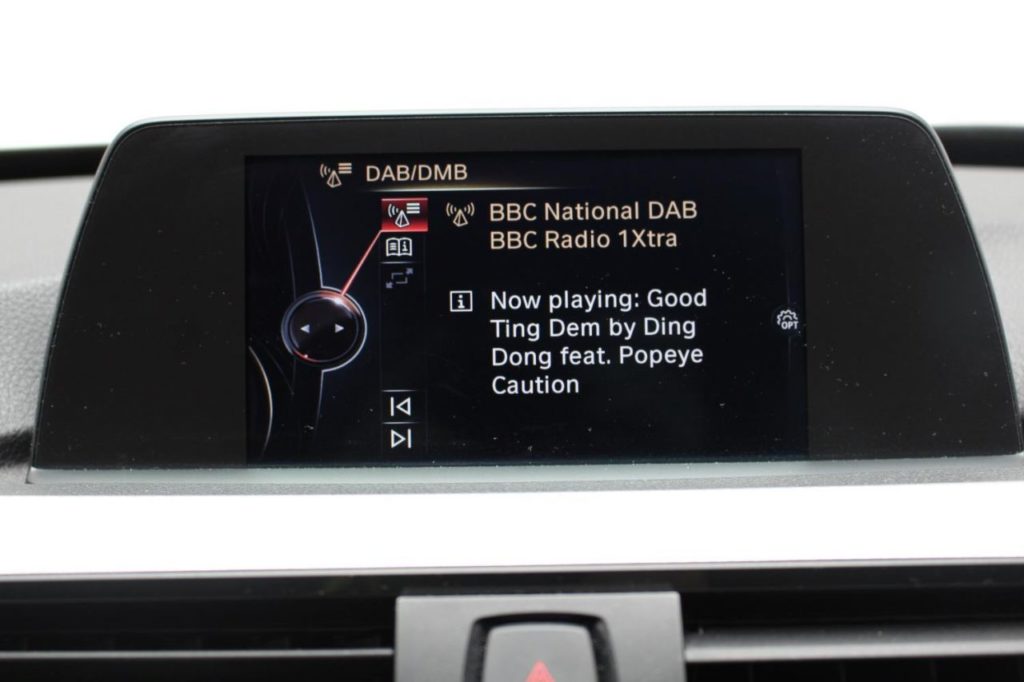 DAB/DMB
BBC National DAB
BBC Radio 1Xtra
Now playing: Good
Ting Dem by Ding
Dong feat. Popeye
Caution
OPT